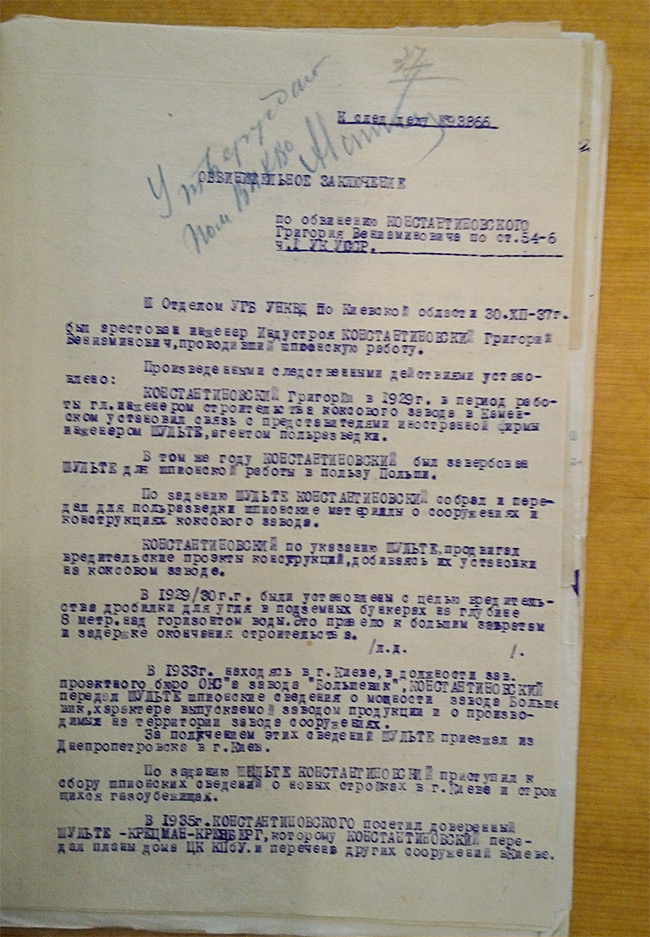 37
Утверждаю
К след.делу №93866
ОБВИНИТЕЛЬНОЕ ЗАКЛЮЧЕНИЕ
по обвинению КОНСТАНТИНОВСКОГО
Григория Вениаминовича по ст.54-6
ч.I УК УССР.
Ш Отделом УГБ УНКВД по Киевской области 30.ХП-37г.
был арестован инженер Индустроя КОНСТАНТИНОВСКИЙ Григорий
Вениаминович,проводивший шпионскую работу.
Произведенными следственными действиями устано-
влено:
КОНСТАНТИНОВСКИЙ Григорий в 1929г. в период рабо-
ты гл.инженером строительства коксового завода в Камен-
ском установил связь с представителями иностранной фирмы
инженером ШУЛЬТЕ,агентом польразведки.
В том же году КОНСТАНТИНОВСКИЙ был завербован
ШУЛЬТЕ для шпионской работы в пользу Польши.
По заданию ШУЛЬТЕ КОНСТАНТИНОВСКИЙ собрал и пере-
дал для польразведки шпионские материалы о сооружениях и
конструкциях коксового завода.
КОНСТАНТИНОВСКИЙ по указанию ШУЛЬТЕ,продвигал
вредительские проекты конструкций,добиваясь их установки
на коксовом заводе.
В 1929/30г.г. были установлены с целью вредитель-
ства дробилки для угля в подземных бункерах на глубине
8 метр.над горизонтом воды.Это привело к большим затратам
и задержке окончания строительства.
/л.д. /.
В 1933г. находясь в г.Киеве,в должности зав.
проектного бюро ОКС"а завода "Большевик",КОНСТАНТИНОВСКИЙ
передал ШУЛЬТЕ шпионские сведения о мощности завода Больше
вик,характере выпускаемой заводом продукции и о произво-
димых на территории завода сооружениях.
За получением этих сведений ШУЛЬТЕ приезжал из
Днепропетровска в г.Киев.
По заданию ШУЛЬТЕ КОНСТАНТИНОВСКИЙ приступил к
сбору шпионских сведений о новых стройках в г.Киеве и строю
щихся газоубежищах.
В 1935г.КОНСТАНТИНОВСКОГО посетил доверенный
ШУЛЬТЕ -КРЕЦМАН-КРЕНБЕРГ,которому КОНСТАНТИНОВСКИЙ пере-
дал планы дома ЦК КПбУ.и перечень других сооружений вКиеве.